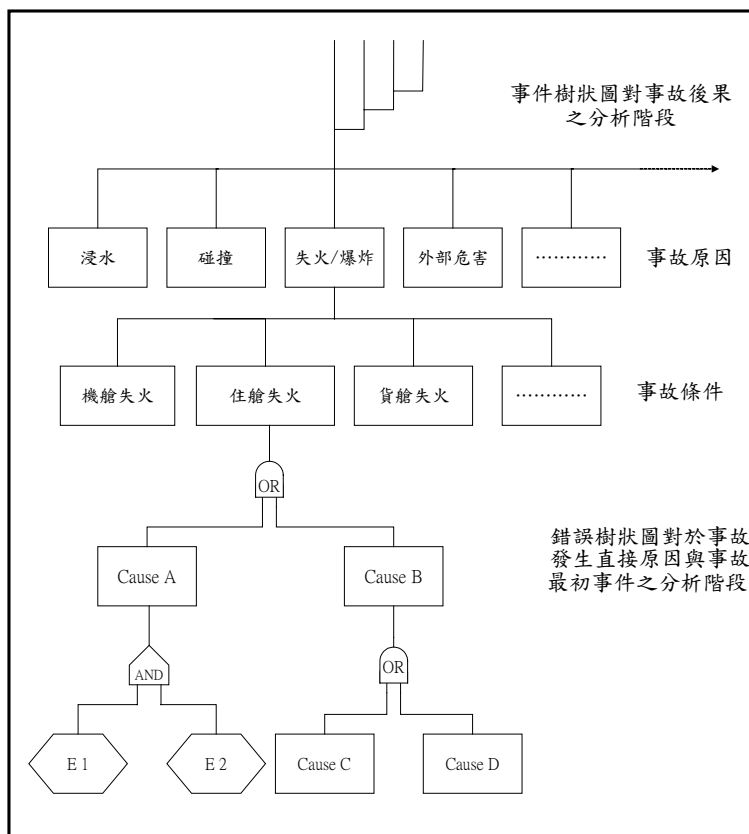 事件樹狀圖對事故後果
之分析階段
浸水
碰撞
失火/爆炸
外部危害
…………
事故原因
機艙失火
住艙失火
貨艙失火
…………
事故條件
OR
錯誤樹狀圖對於事故
發生直接原因與事故
最初事件之分析階段
Cause A
Cause B
AND
OR
E 1
E 2
Cause C
Cause D